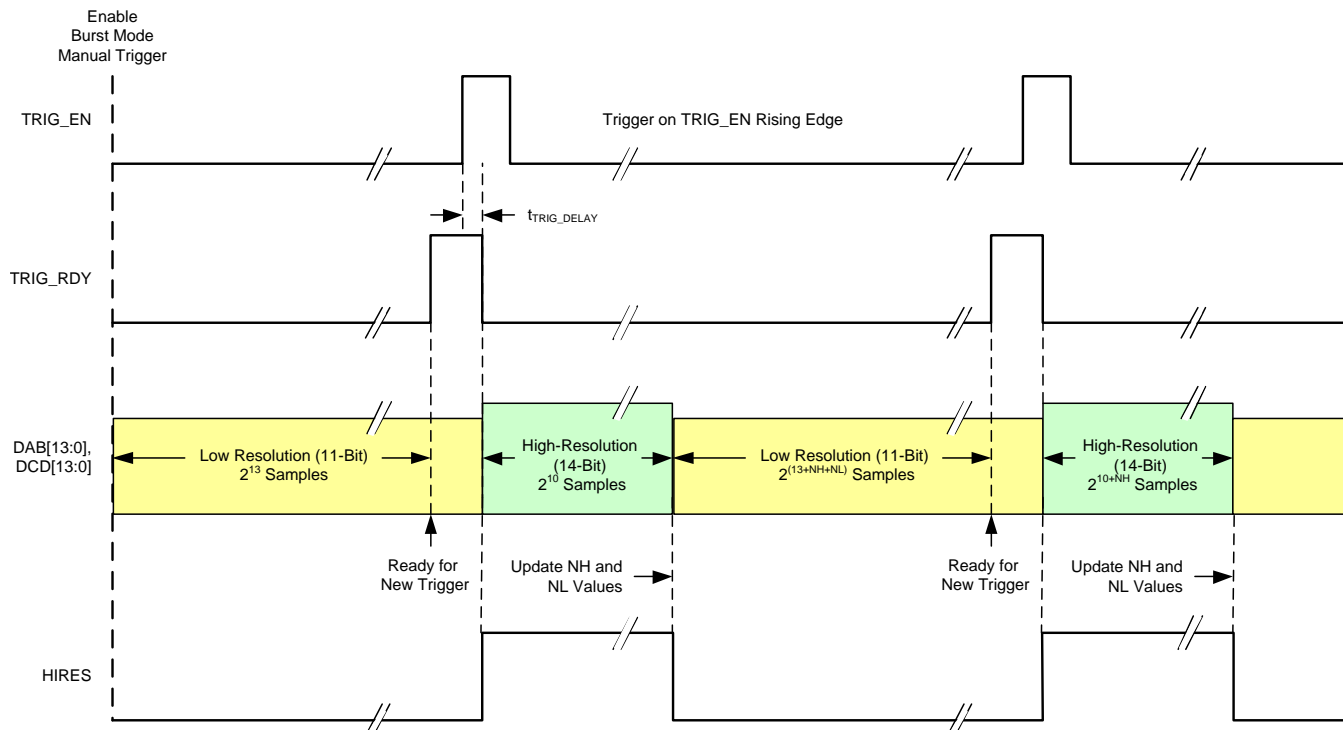 Enable
Burst Mode
Manual Trigger
TRIG_EN
Trigger on TRIG_EN Rising Edge
tTRIG_DELAY
TRIG_RDY
DAB[13:0],
DCD[13:0]
Low Resolution (11-Bit)
2^13 Samples
High-Resolution
(14-Bit)
2^10 Samples
Low Resolution (11-Bit)
2^(13+NH+NL) Samples
High-Resolution
(14-Bit)
2^10+NH Samples
Ready for
New Trigger
Update NH and
NL Values
Ready for
New Trigger
Update NH and
NL Values
HIRES